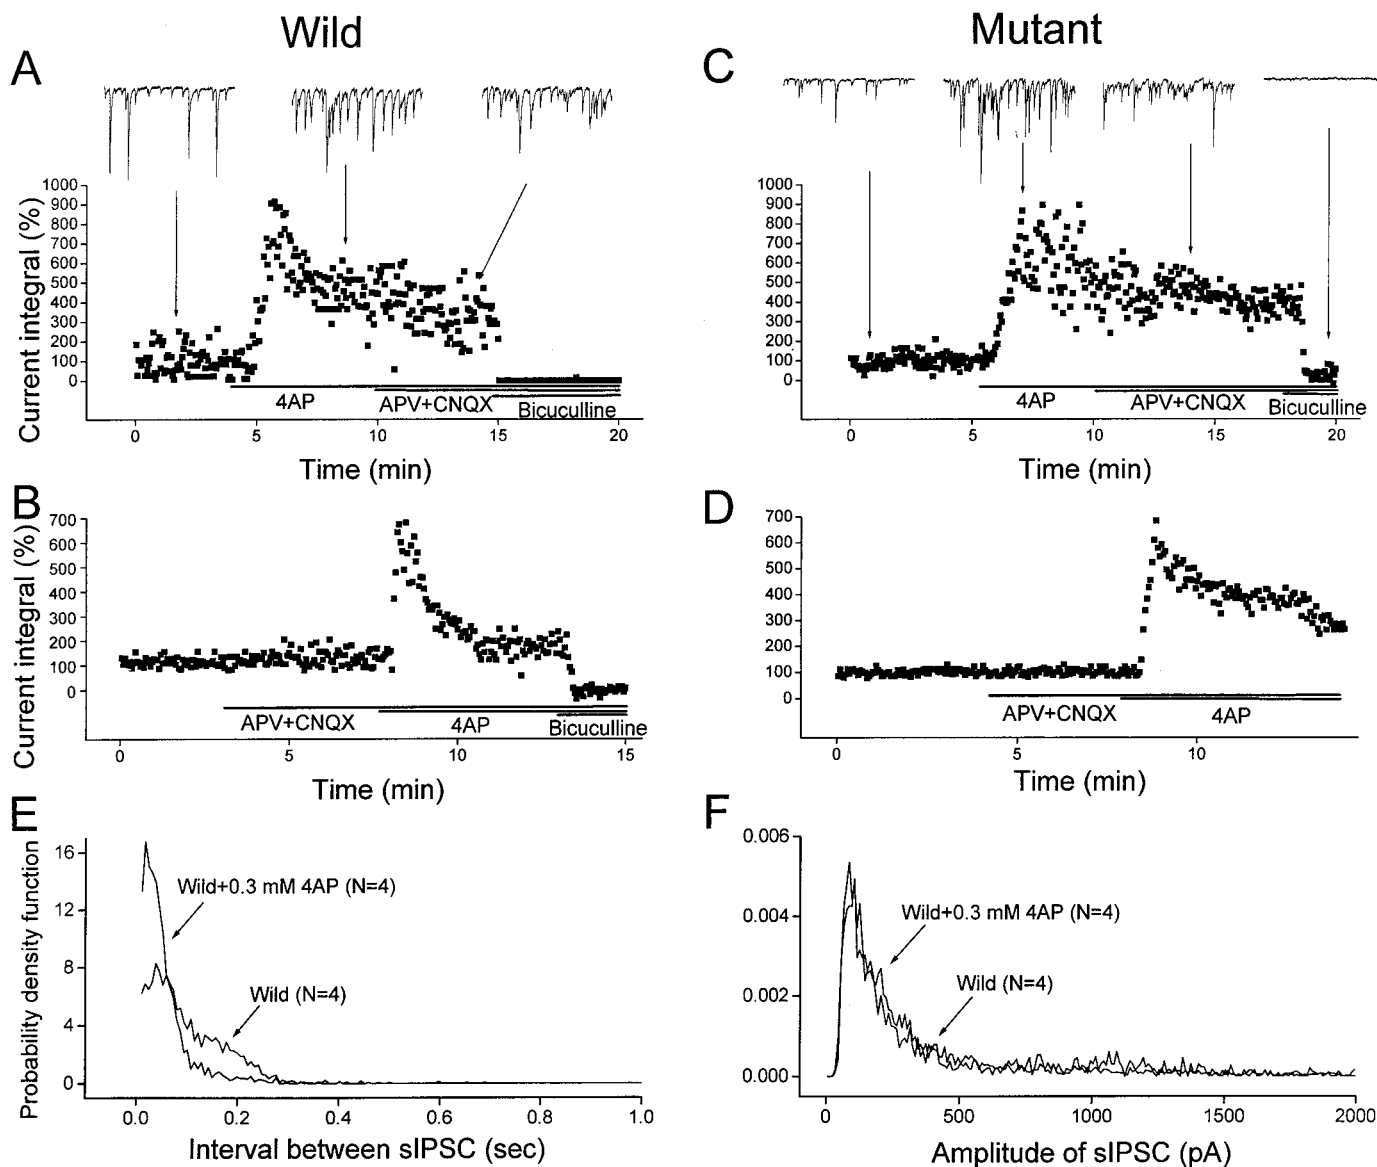 Wild
Mutant
A
1000
900
800
700
600
500
400
300
200
100
0
Current integral (%)
4AP
APV+CNQX
Bicuculline
0 5 10 15 20
Time (min)
C
1000
900
800
700
600
500
400
300
200
100
0
4AP
APV+CNQX
Bicuculline
0 5 10 15 20
Time (min)
B
700
600
500
400
300
200
100
0
Current integral (%)
APV+CNQX
4AP
Bicuculline
0 5 10 15
Time (min)
D
700
600
500
400
300
200
100
0
APV+CNQX
4AP
0 5 10
Time (min)
E
16
12
8
4
0
Probability density function
Wild+0.3 mM 4AP (N=4)
Wild (N=4)
0.0 0.2 0.4 0.6 0.8 1.0
Interval between sIPSC (sec)
F
0.006
0.004
0.002
0.000
Wild+0.3 mM 4AP (N=4)
Wild (N=4)
0 500 1000 1500 2000
Amplitude of sIPSC (pA)